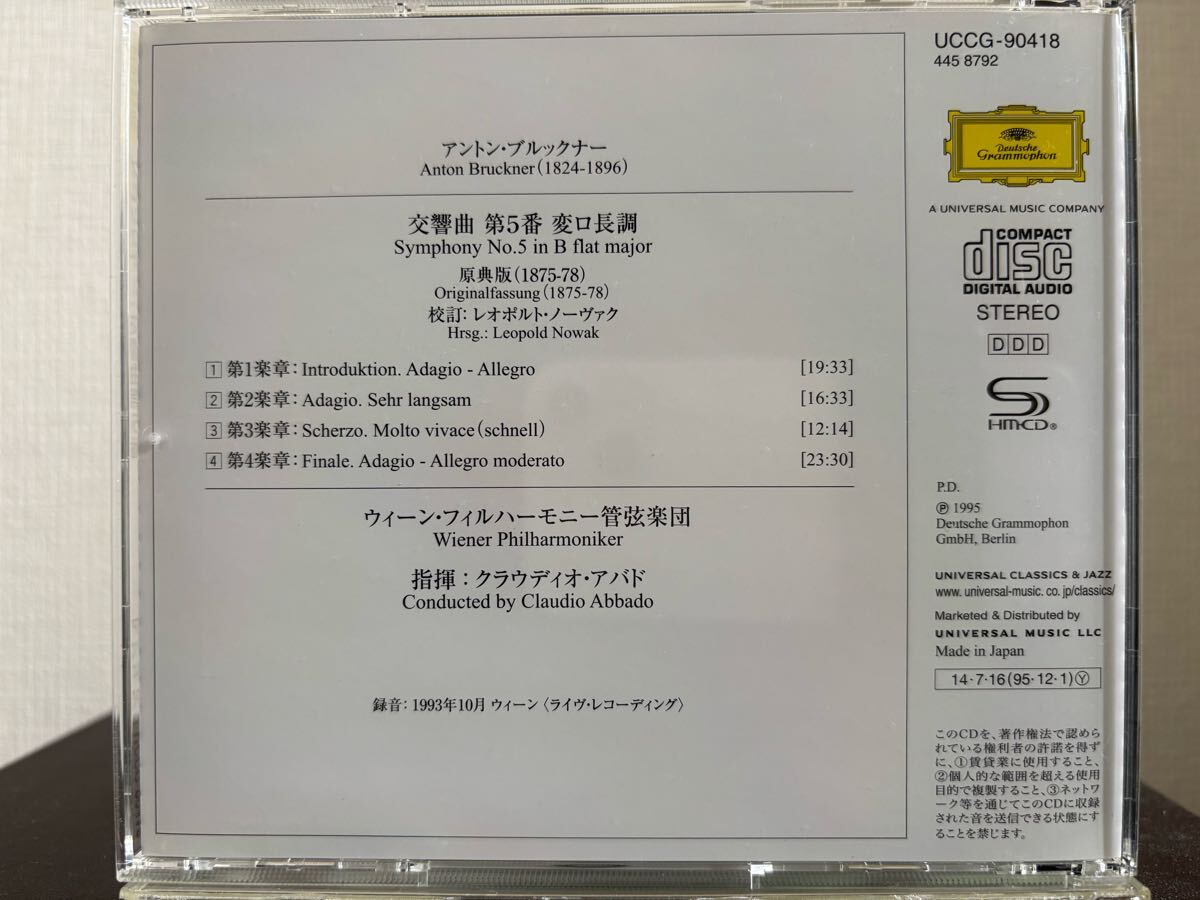 アントン・ブルックナー
Anton Bruckner(1824-1896)
交響曲 第5番 変ロ長調
Symphony No.5 in B flat major
原典版(1875-78)
Originalfassung(1875-78)
校訂:レオポルト・ノーヴァク
Hrsg.: Leopold Nowak
1 第1楽章: Introduktion. Adagio - Allegro [19:33]
2 第2楽章: Adagio. Sehr langsam [16:33]
3 第3楽章: Scherzo. Molto vivace(schnell) [12:14]
4 第4楽章: Finale. Adagio - Allegro moderato [23:30]
ウィーン・フィルハーモニー管弦楽団
Wiener Philharmoniker
指揮:クラウディオ・アバド
Conducted by Claudio Abbado
録音: 1993年10月 ウィーン〈ライヴ・レコーディング〉
UCCG-90418
445 8792
Deutsche
Grammophon
A UNIVERSAL MUSIC COMPANY
COMPACT
disc
DIGITAL AUDIO
STEREO
DDD
HM-CD®
P.D.
℗ 1995
Deutsche Grammophon
GmbH, Berlin
UNIVERSAL CLASSICS & JAZZ
www. universal-music. co. jp/classics/
Marketed & Distributed by
UNIVERSAL MUSIC LLC
Made in Japan
14·7·16(95·12·1)Ⓨ
このCDを、著作権法で認めら
れている権利者の許諾を得ず
に、①賃貸業に使用すること、
②個人的な範囲を超える使用
目的で複製すること、③ネットワ
ーク等を通じてこのCDに収録
された音を送信できる状態にす
ることを禁じます。